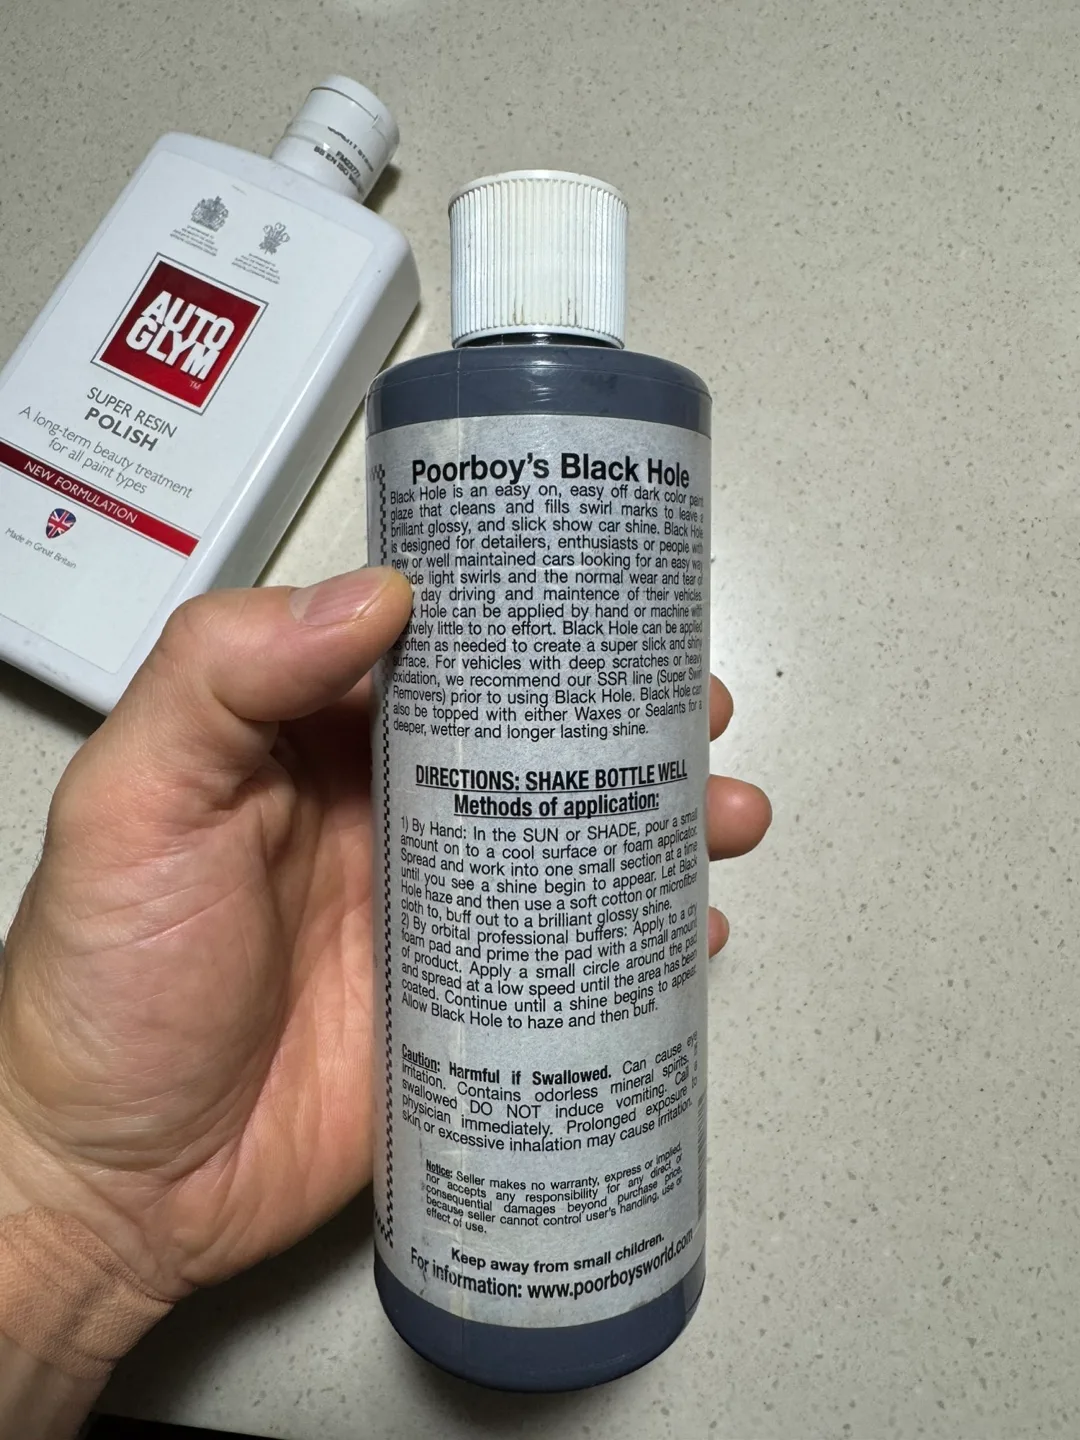 AUTO
GLYM
TM
SUPER RESIN
POLISH
A long-term beauty treatment
for all paint types
NEW FORMULATION
Made in Great Britain
Poorboy's Black Hole
Black Hole is an easy on, easy off dark color paint
glaze that cleans and fills swirl marks to leave a
brilliant glossy, and slick show car shine. Black Hole
is designed for detailers, enthusiasts or people with
new or well maintained cars looking for an easy way
light swirls and the normal wear and tear of
day driving and maintence of their vehicles.
Hole can be applied by hand or machine with
little to no effort. Black Hole can be applied
as often as needed to create a super slick and shiny
surface. For vehicles with deep scratches or heavy
oxidation, we recommend our SSR line (Super Swirl
Removers) prior to using Black Hole. Black Hole can
also be topped with either Waxes or Sealants for a
deeper, wetter and longer lasting shine.
DIRECTIONS: SHAKE BOTTLE WELL
Methods of application:
1) By Hand: In the SUN or SHADE, pour a small
amount on to a cool surface or foam applicator.
Spread and work into one small section at a time
until you see a shine begin to appear. Let Black
Hole haze and then use a soft cotton or microfiber
cloth to, buff out to a brilliant glossy shine.
2) By orbital professional buffers: Apply to a dry
foam pad and prime the pad with a small amount
of product. Apply a small circle around the pad
and spread at a low speed until the area has been
coated. Continue until a shine begins to appear.
Allow Black Hole to haze and then buff.
Caution: Harmful if Swallowed. Can cause eye
irritation. Contains odorless mineral spirits. If
swallowed DO NOT induce vomiting. Call a
physician immediately. Prolonged exposure to
skin or excessive inhalation may cause irritation.
Notice: Seller makes no warranty, express or implied,
nor accepts any responsibility for any direct or
consequential damages beyond purchase price,
because seller cannot control user's handling, use or
effect of use.
Keep away from small children.
For information: www.poorboysworld.com